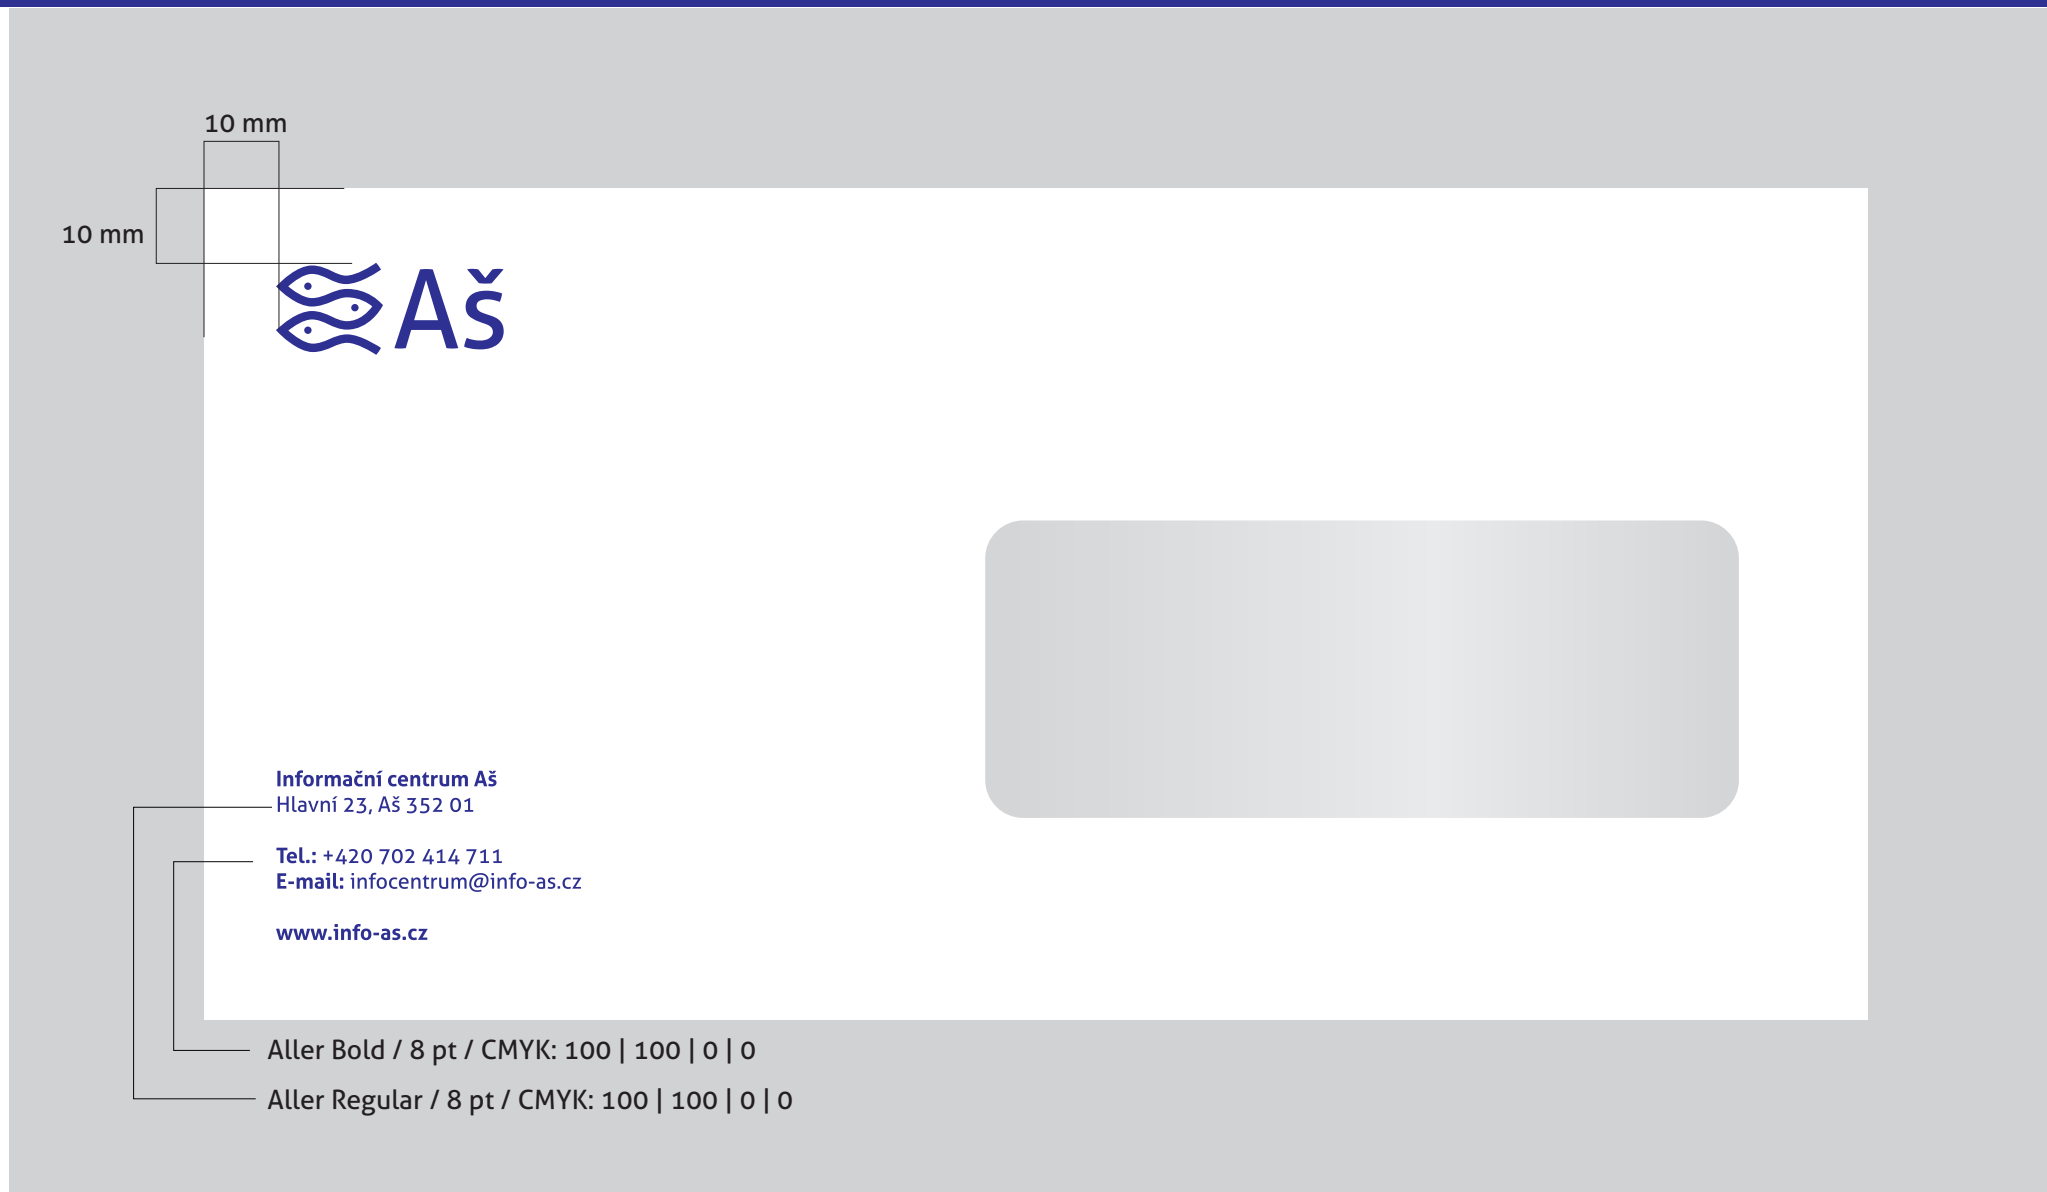 10 mm
10 mm
Aš
Informační centrum Aš
Hlavní 23, Aš 352 01
Tel.: +420 702 414 711
E-mail: infocentrum@info-as.cz
www.info-as.cz
Aller Bold / 8 pt / CMYK: 100 | 100 | 0 | 0
Aller Regular / 8 pt / CMYK: 100 | 100 | 0 | 0